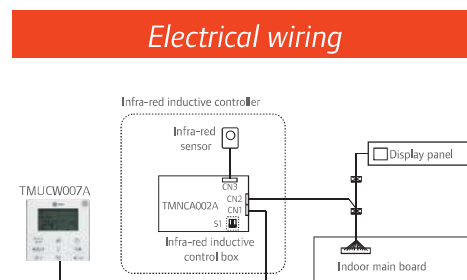 Electrical wiring
Infra-red inductive controller
Infra-red
sensor
Display panel
CN3
TMUCW007A
TMNCA002A
CN2
CN1
S1
Infra-red inductive
control box
Indoor main board